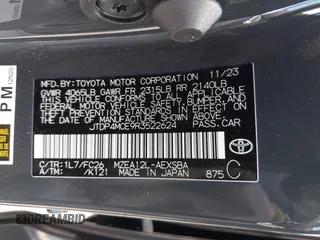 MFD BY: TOYOTA MOTOR CORPORATION 11/23
GVWR 4065LB GAWR FR 2315LB RR 2140LB
THIS VEHICLE CONFORMS TO ALL APPLICABLE
FEDERAL MOTOR VEHICLE SAFETY, BUMPER, AND
THEFT PREVENTION STANDARDS IN EFFECT ON
THE DATE OF MANUFACTURE SHOWN ABOVE.
JTDP4MCE9R3522624
PASS. CAR
C/TR: 1L7/FC26 MZEA12L-AEXSBA
A/TM: /K121 MADE IN JAPAN 875 C
PM
DREAMBID